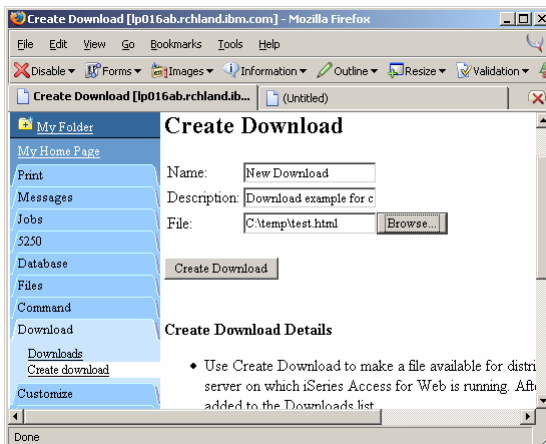 Create Download [lp016ab.rchland.ibm.com] - Mozilla Firefox
File Edit View Go Bookmarks Tools Help
Disable Forms Images Information Outline Resize Validation
Create Download [lp016ab.rchland.ib... (Untitled)
My Folder
My Home Page
Print
Messages
Jobs
5250
Database
Files
Command
Download
Downloads
Create download
Customize
Create Download
Name: New Download
Description: Download example for c
File: C:\temp\test.html Browse...
Create Download
Create Download Details
• Use Create Download to make a file available for distri
server on which iSeries Access for Web is running. Afte
added to the Downloads list.
Done